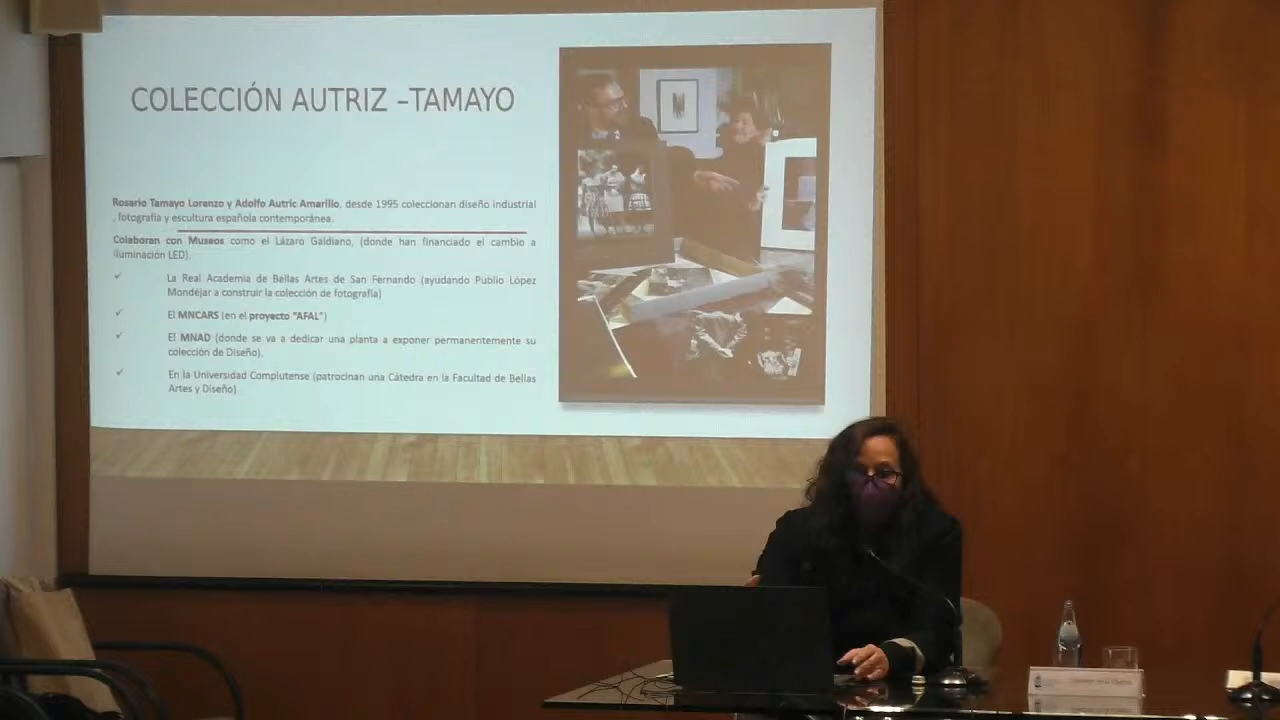 COLECCIÓN AUTRIZ –TAMAYO
Rosario Tamayo Lorenzo y Adolfo Autric Amarillo, desde 1995 coleccionan diseño industrial
, fotografía y escultura española contemporánea.
Colaboran con Museos como el Lázaro Galdiano, (donde han financiado el cambio a
iluminación LED).
✓ La Real Academia de Bellas Artes de San Fernando (ayudando Publio López
Mondéjar a construir la colección de fotografía)
✓ El MNCARS (en el proyecto "AFAL")
✓ El MNAD (donde se va a dedicar una planta a exponer permanentemente su
colección de Diseño).
✓ En la Universidad Complutense (patrocinan una Cátedra en la Facultad de Bellas
Artes y Diseño)